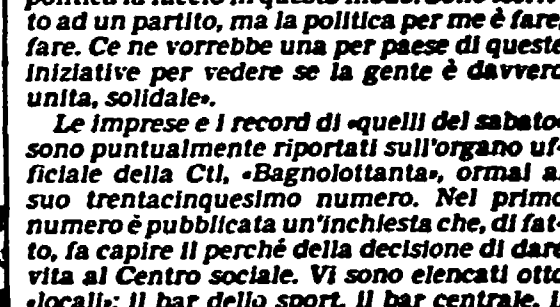 politica la faccio in questo modo. Sono
to ad un partito, ma la politica per me è fare,
fare. Ce ne vorrebbe una per paese di queste
iniziative per vedere se la gente è davvero
unita, solidale».
Le imprese e i record di «quelli del sabato»
sono puntualmente riportati sull'organo uf-
ficiale della Ctl, «Bagnolottanta», ormai al
suo trentacinquesimo numero. Nel primo
numero è pubblicata un'inchiesta che, di fat-
to, fa capire il perché della decisione di dare
vita al Centro sociale. Vi sono elencati otto
«locali»: il bar dello sport, il bar centrale,